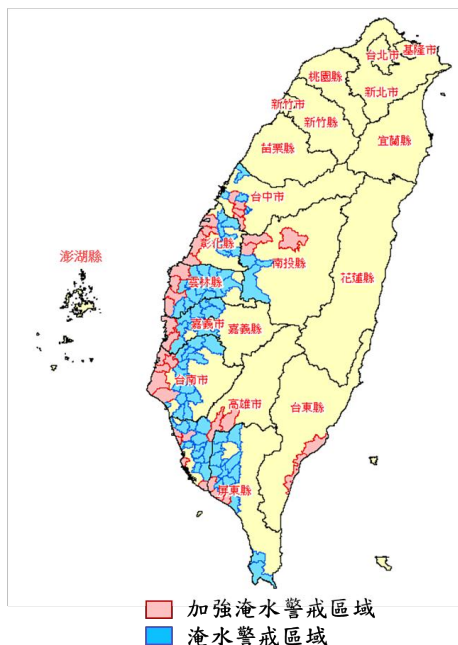 基隆市
台北市
桃園縣
新北市
新竹市
新竹縣
宜蘭縣
苗栗縣
台中市
彰化縣
南投縣
花蓮縣
澎湖縣
雲林縣
嘉義市
嘉義縣
台南市
高雄市
台東縣
屏東縣
加強淹水警戒區域
淹水警戒區域